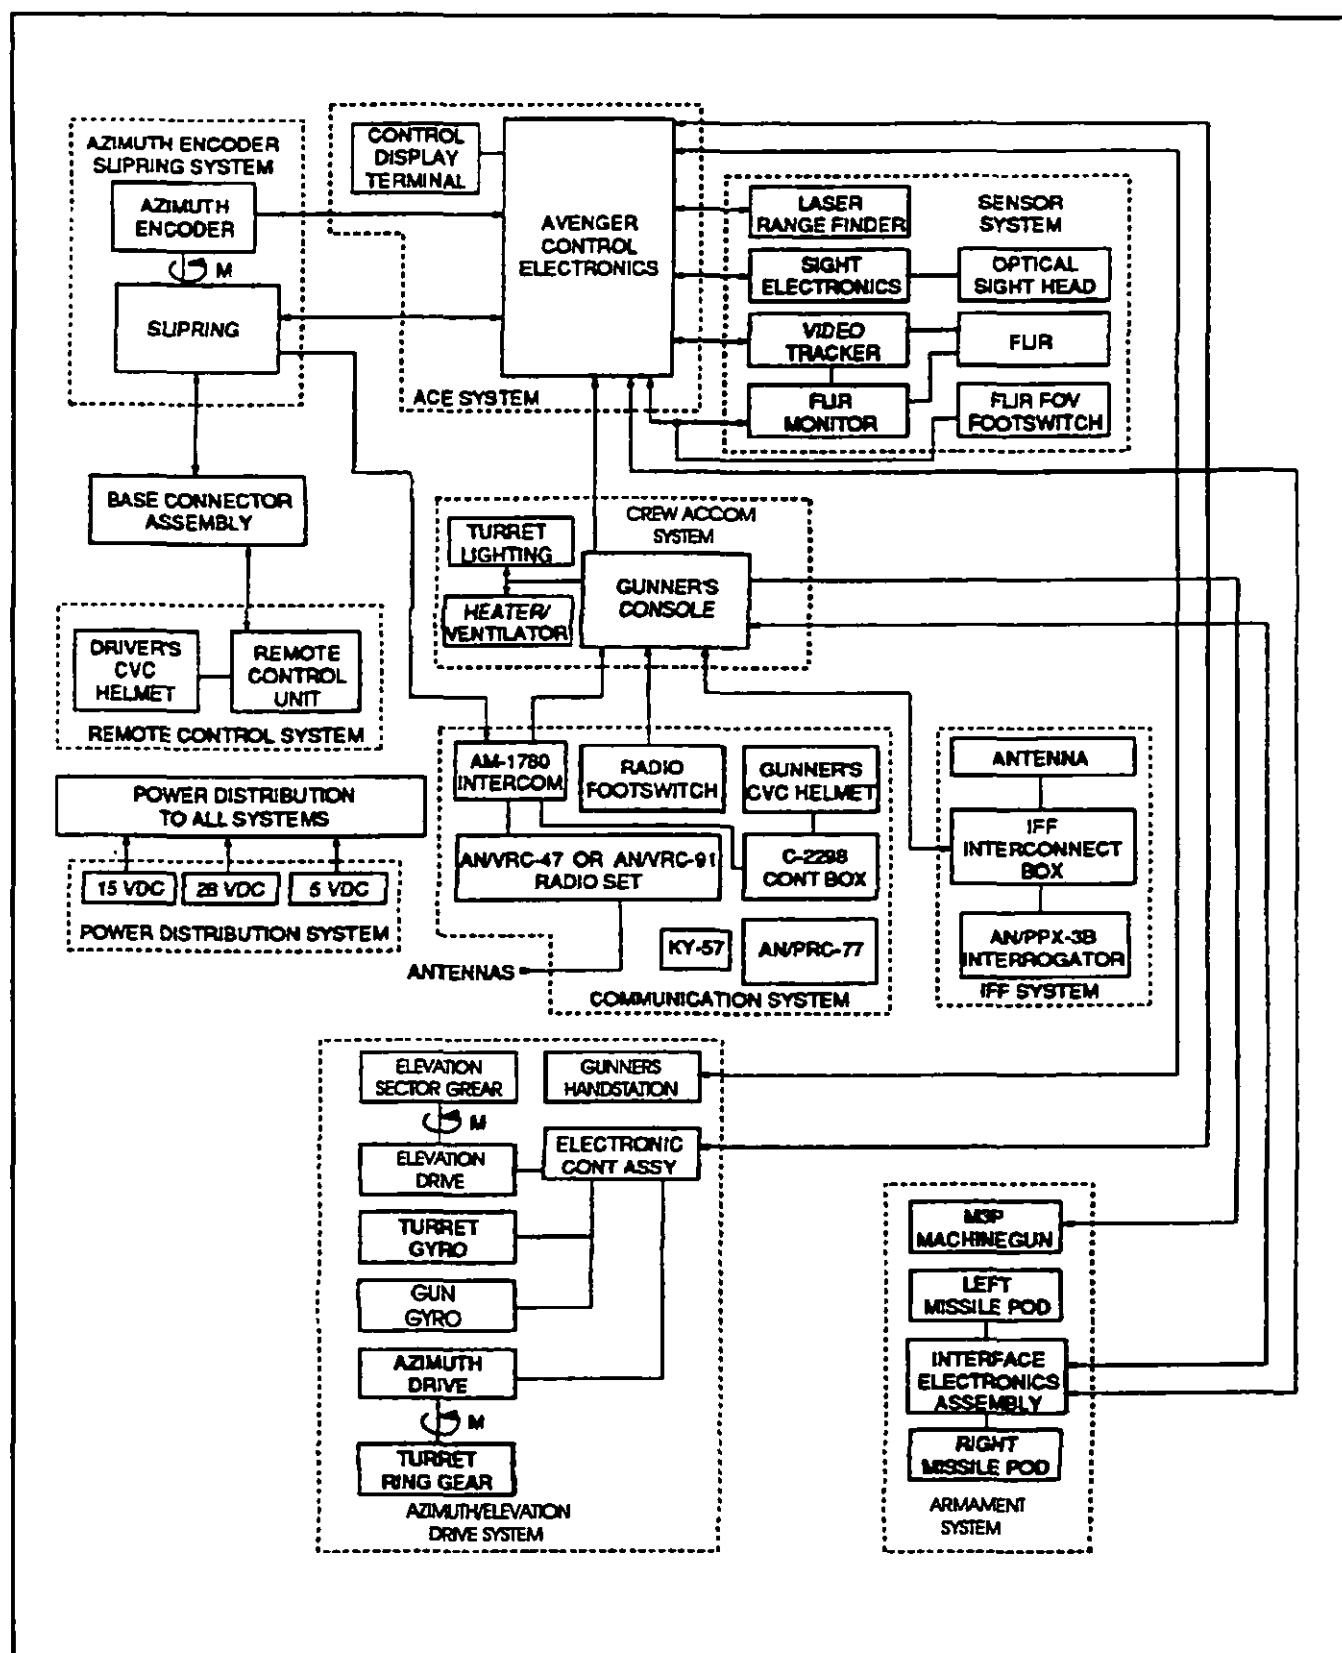 AZIMUTH ENCODER
SLIPRING SYSTEM
AZIMUTH
ENCODER
M
SLIPRING
CONTROL
DISPLAY
TERMINAL
AVENGER
CONTROL
ELECTRONICS
ACE SYSTEM
LASER
RANGE FINDER
SENSOR
SYSTEM
SIGHT
ELECTRONICS
OPTICAL
SIGHT HEAD
VIDEO
TRACKER
FLIR
FLIR
MONITOR
FLIR FOV
FOOTSWITCH
BASE CONNECTOR
ASSEMBLY
CREW ACCOM
SYSTEM
TURRET
LIGHTING
GUNNER'S
CONSOLE
HEATER/
VENTILATOR
DRIVER'S
CVC
HELMET
REMOTE
CONTROL
UNIT
REMOTE CONTROL SYSTEM
POWER DISTRIBUTION
TO ALL SYSTEMS
15 VDC
28 VDC
5 VDC
POWER DISTRIBUTION SYSTEM
AM-1780
INTERCOM
RADIO
FOOTSWITCH
GUNNER'S
CVC HELMET
AN/VRC-47 OR AN/VRC-91
RADIO SET
C-2298
CONT BOX
KY-57
AN/PRC-77
ANTENNAS
COMMUNICATION SYSTEM
ANTENNA
IFF
INTERCONNECT
BOX
AN/PPX-3B
INTERROGATOR
IFF SYSTEM
ELEVATION
SECTOR GREAR
M
GUNNERS
HANDSTATION
ELEVATION
DRIVE
ELECTRONIC
CONT ASSY
TURRET
GYRO
GUN
GYRO
AZIMUTH
DRIVE
M
TURRET
RING GEAR
AZIMUTH/ELEVATION
DRIVE SYSTEM
M3P
MACHINEGUN
LEFT
MISSILE POD
INTERFACE
ELECTRONICS
ASSEMBLY
RIGHT
MISSILE POD
ARMAMENT
SYSTEM